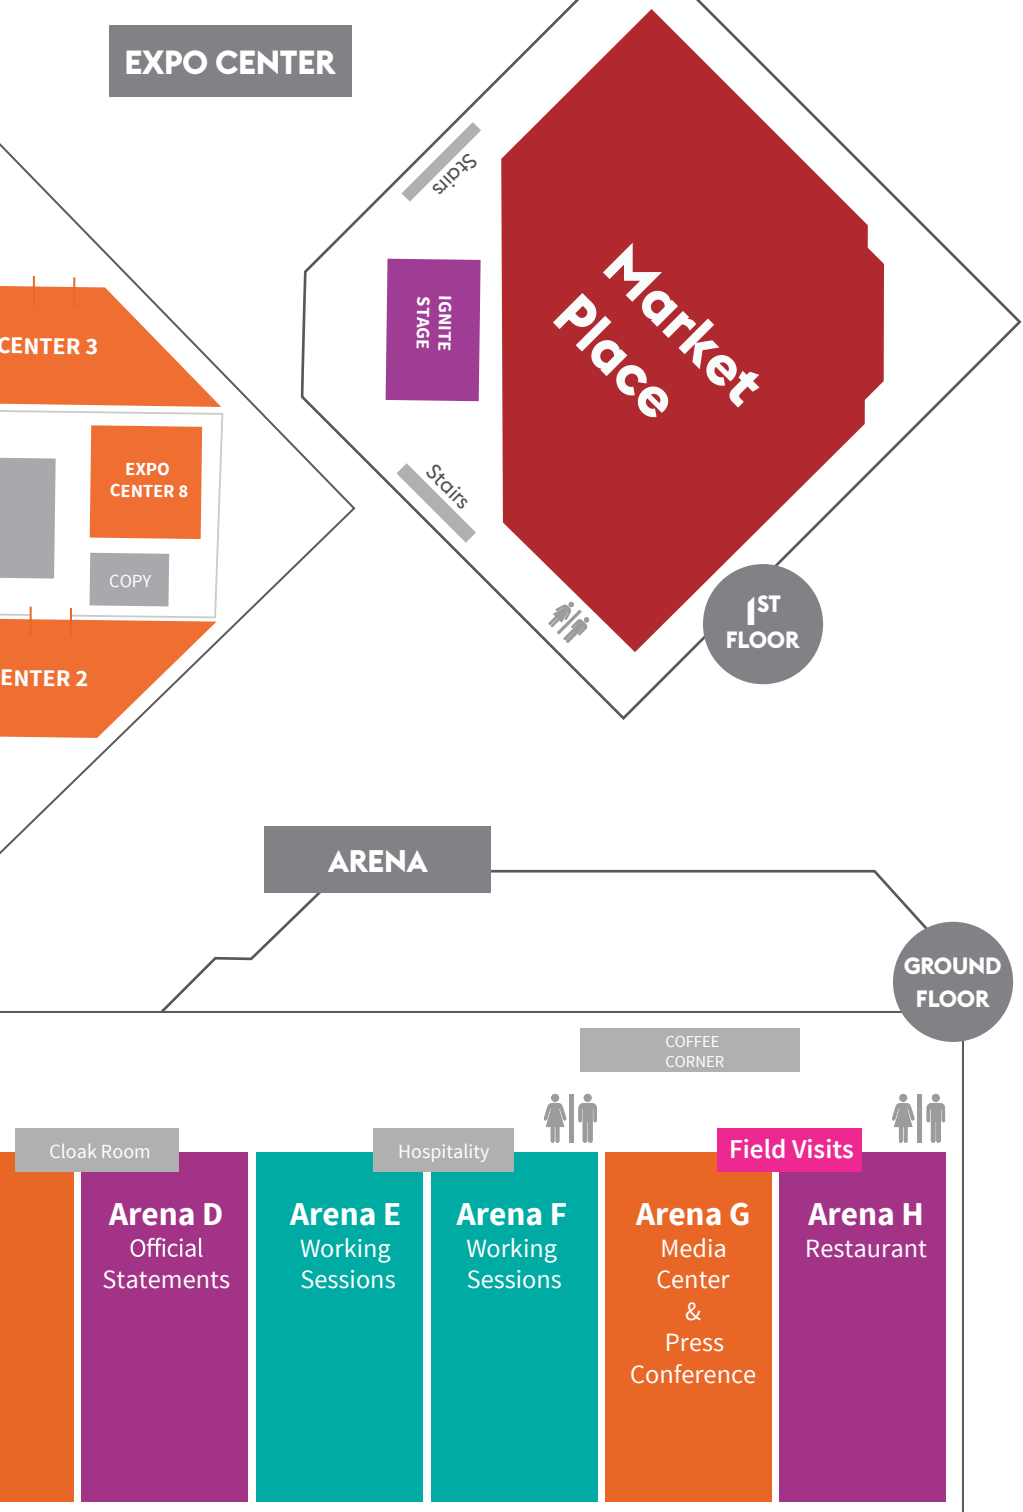 EXPO CENTER
Stairs
IGNITE
STAGE
Market
Place
Stairs
1ST
FLOOR
CENTER 3
EXPO
CENTER 8
COPY
ENTER 2
ARENA
GROUND
FLOOR
COFFEE
CORNER
Cloak Room
Hospitality
Field Visits
Arena D
Official
Statements
Arena E
Working
Sessions
Arena F
Working
Sessions
Arena G
Media
Center
&
Press
Conference
Arena H
Restaurant